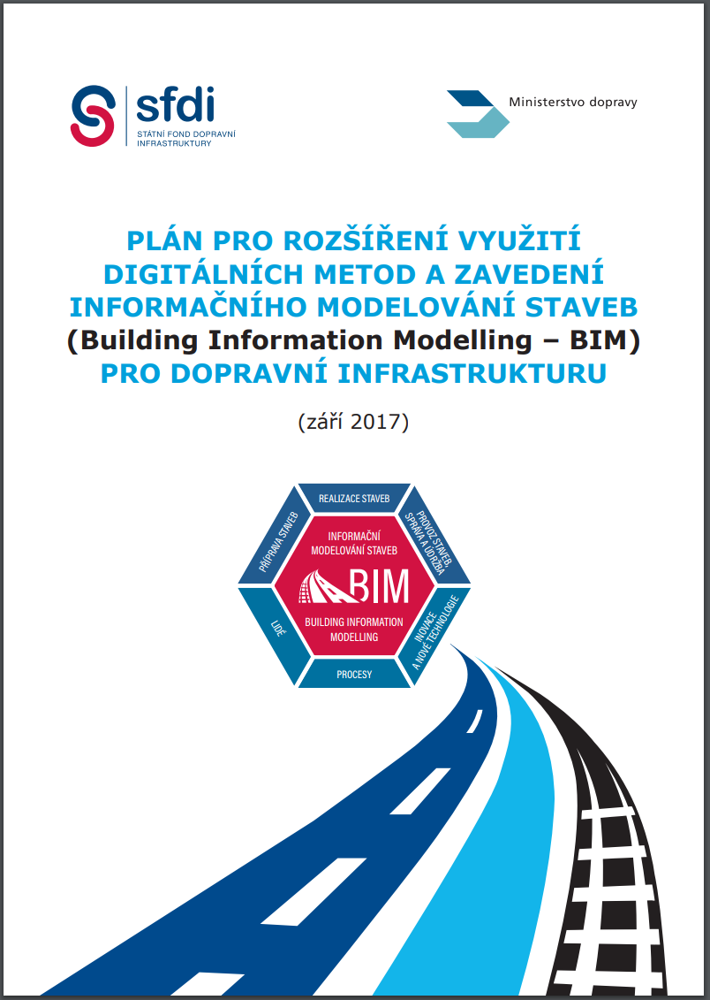 sfdi
STÁTNÍ FOND DOPRAVNÍ
INFRASTRUKTURY
Ministerstvo dopravy
PLÁN PRO ROZŠÍŘENÍ VYUŽITÍ
DIGITÁLNÍCH METOD A ZAVEDENÍ
INFORMAČNÍHO MODELOVÁNÍ STAVEB
(Building Information Modelling – BIM)
PRO DOPRAVNÍ INFRASTRUKTURU
(září 2017)
REALIZACE STAVEB
PŘÍPRAVA STAVEB
PROVOZ STAVEB,
SPRÁVA A ÚDRŽBA
INFORMAČNÍ
MODELOVÁNÍ STAVEB
BIM
BUILDING INFORMATION
MODELLING
LIDÉ
INOVACE
A NOVÉ TECHNOLOGIE
PROCESY